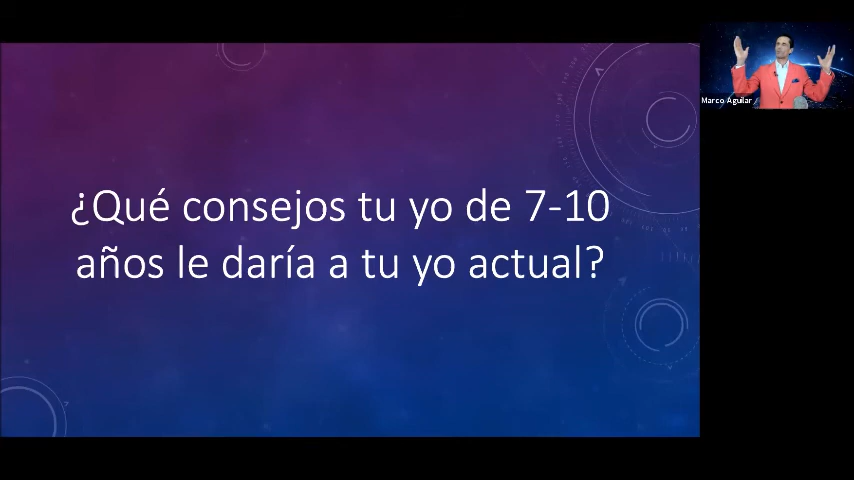 ¿Qué consejos tu yo de 7-10
años le daría a tu yo actual?
Marco Aguilar